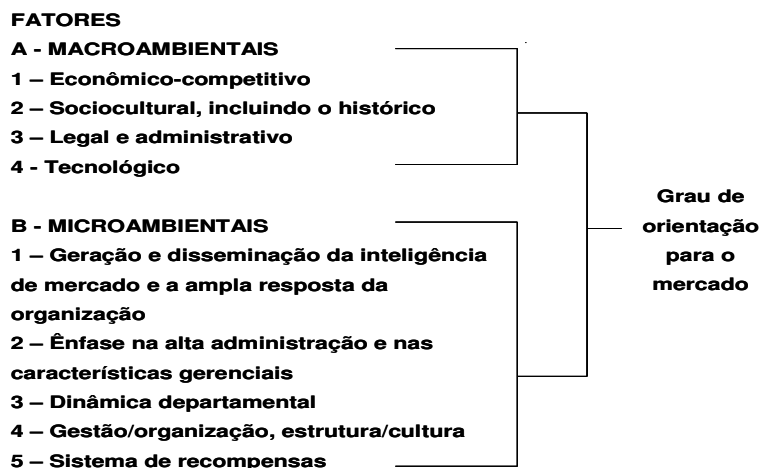 FATORES
A - MACROAMBIENTAIS
1 – Econômico-competitivo
2 – Sociocultural, incluindo o histórico
3 – Legal e administrativo
4 - Tecnológico
B - MICROAMBIENTAIS
1 – Geração e disseminação da inteligência
de mercado e a ampla resposta da
organização
2 – Ênfase na alta administração e nas
características gerenciais
3 – Dinâmica departamental
4 – Gestão/organização, estrutura/cultura
5 – Sistema de recompensas
Grau de
orientação
para o
mercado